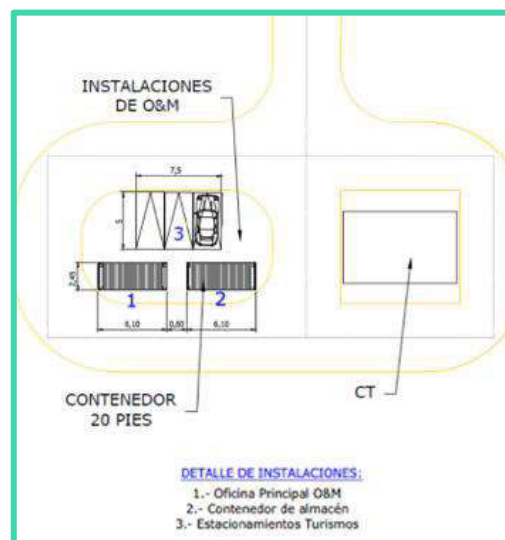 INSTALACIONES
DE O&M
7,5
5
3
2,45
1
2
6,10
0,60
6,10
CONTENEDOR
20 PIES
CT
DETALLE DE INSTALACIONES:
1.- Oficina Principal O&M
2.- Contenedor de almacén
3.- Estacionamientos Turismos